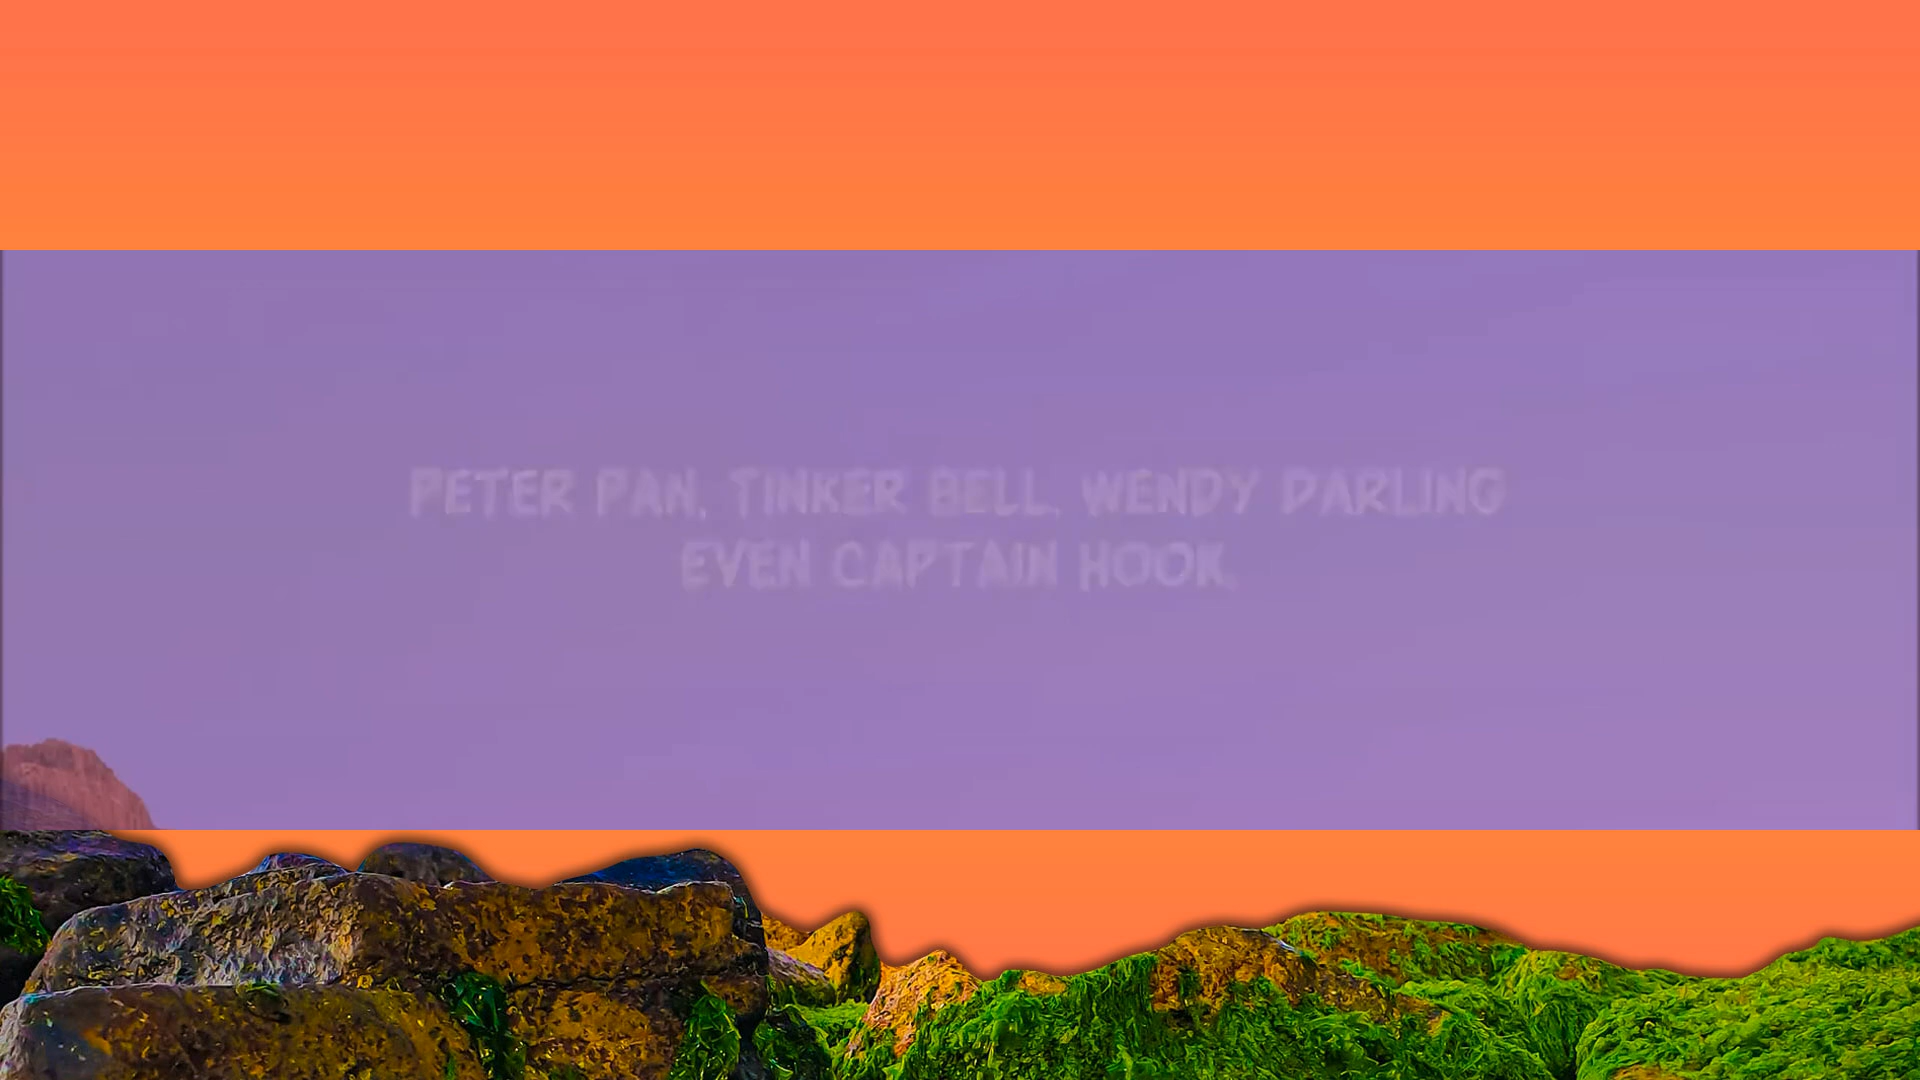 PETER PAN, TINKER BELL, WENDY DARLING
EVEN CAPTAIN HOOK,